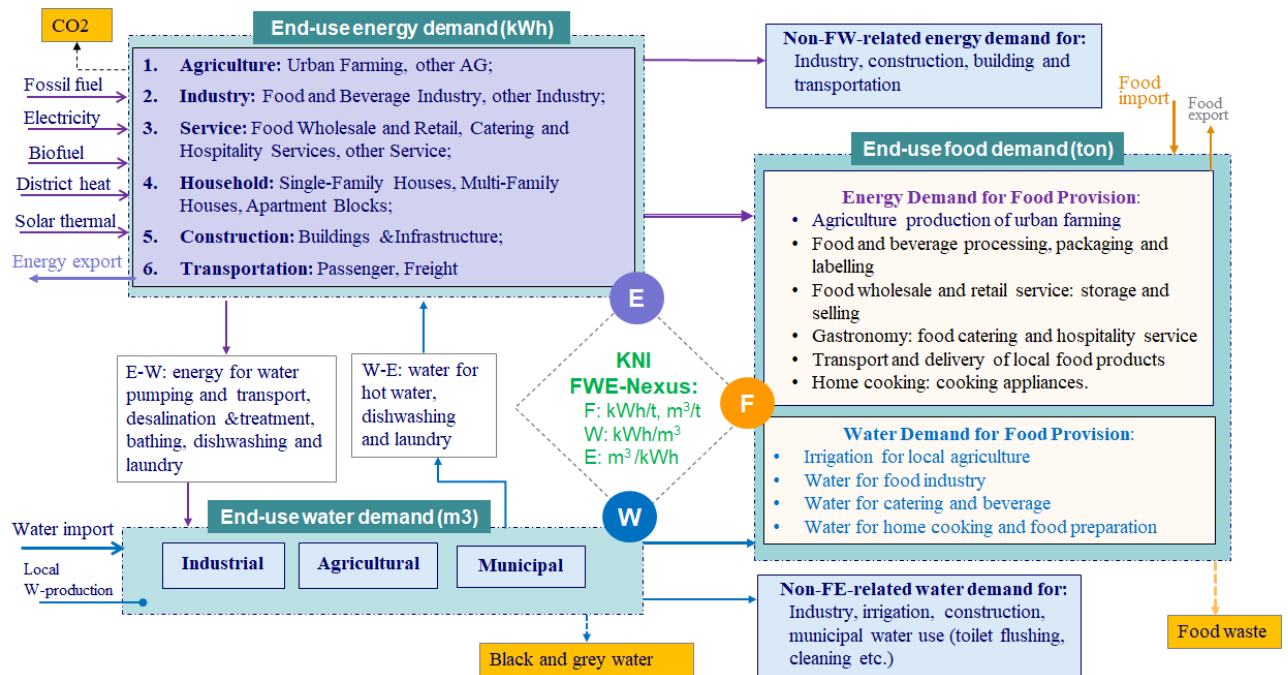 CO2
End-use energy demand (kWh)
1. Agriculture: Urban Farming, other AG;
2. Industry: Food and Beverage Industry, other Industry;
3. Service: Food Wholesale and Retail, Catering and
Hospitality Services, other Service;
4. Household: Single-Family Houses, Multi-Family
Houses, Apartment Blocks;
5. Construction: Buildings &Infrastructure;
6. Transportation: Passenger, Freight
Fossil fuel
Electricity
Biofuel
District heat
Solar thermal
Energy export
Non-FW-related energy demand for:
Industry, construction, building and
transportation
Food
import
Food
export
End-use food demand (ton)
Energy Demand for Food Provision:
• Agriculture production of urban farming
• Food and beverage processing, packaging and
labelling
• Food wholesale and retail service: storage and
selling
• Gastronomy: food catering and hospitality service
• Transport and delivery of local food products
• Home cooking: cooking appliances.
Water Demand for Food Provision:
• Irrigation for local agriculture
• Water for food industry
• Water for catering and beverage
• Water for home cooking and food preparation
E
F
W
KNI
FWE-Nexus:
F: kWh/t, m³/t
W: kWh/m³
E: m³/kWh
E-W: energy for water
pumping and transport,
desalination &treatment,
bathing, dishwashing and
laundry
W-E: water for
hot water,
dishwashing
and laundry
End-use water demand (m3)
Industrial
Agricultural
Municipal
Water import
Local
W-production
Black and grey water
Non-FE-related water demand for:
Industry, irrigation, construction,
municipal water use (toilet flushing,
cleaning etc.)
Food waste